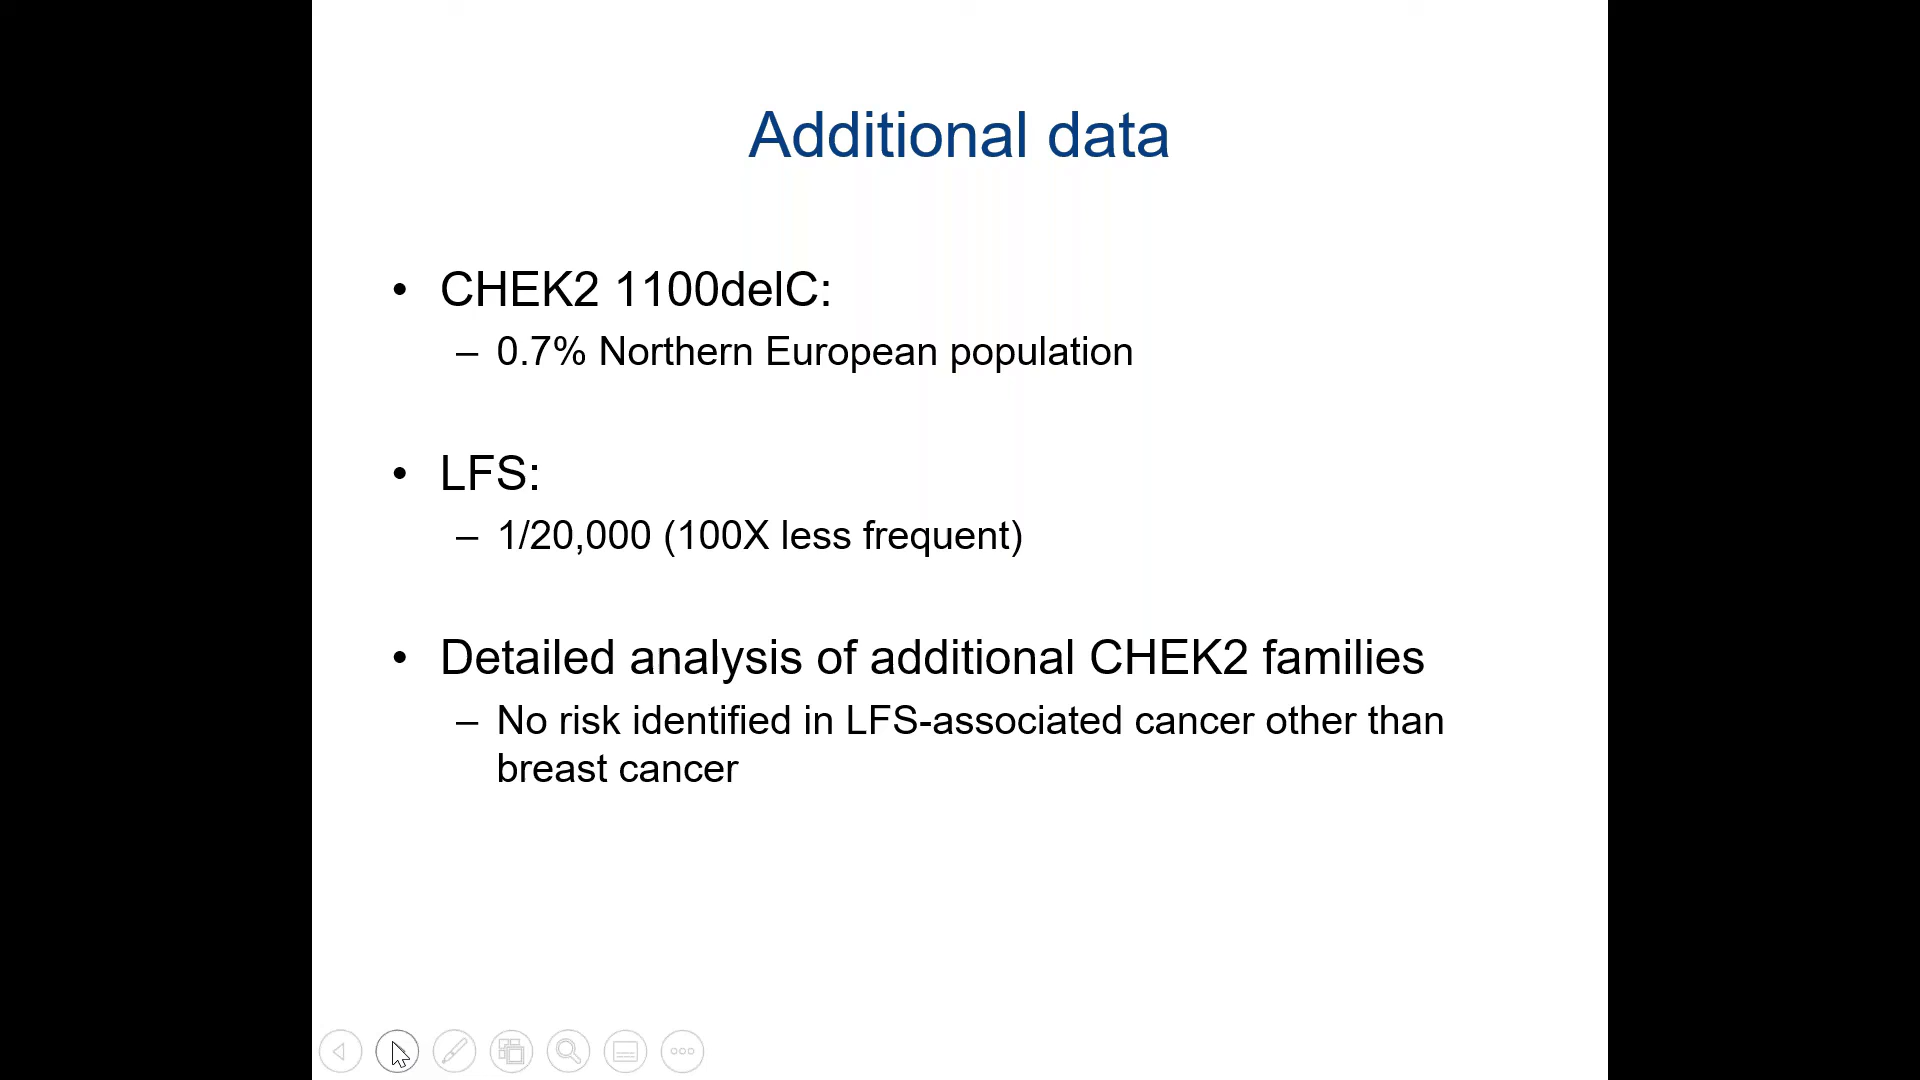 Additional data
• CHEK2 1100delC:
– 0.7% Northern European population
• LFS:
– 1/20,000 (100X less frequent)
• Detailed analysis of additional CHEK2 families
– No risk identified in LFS-associated cancer other than
breast cancer